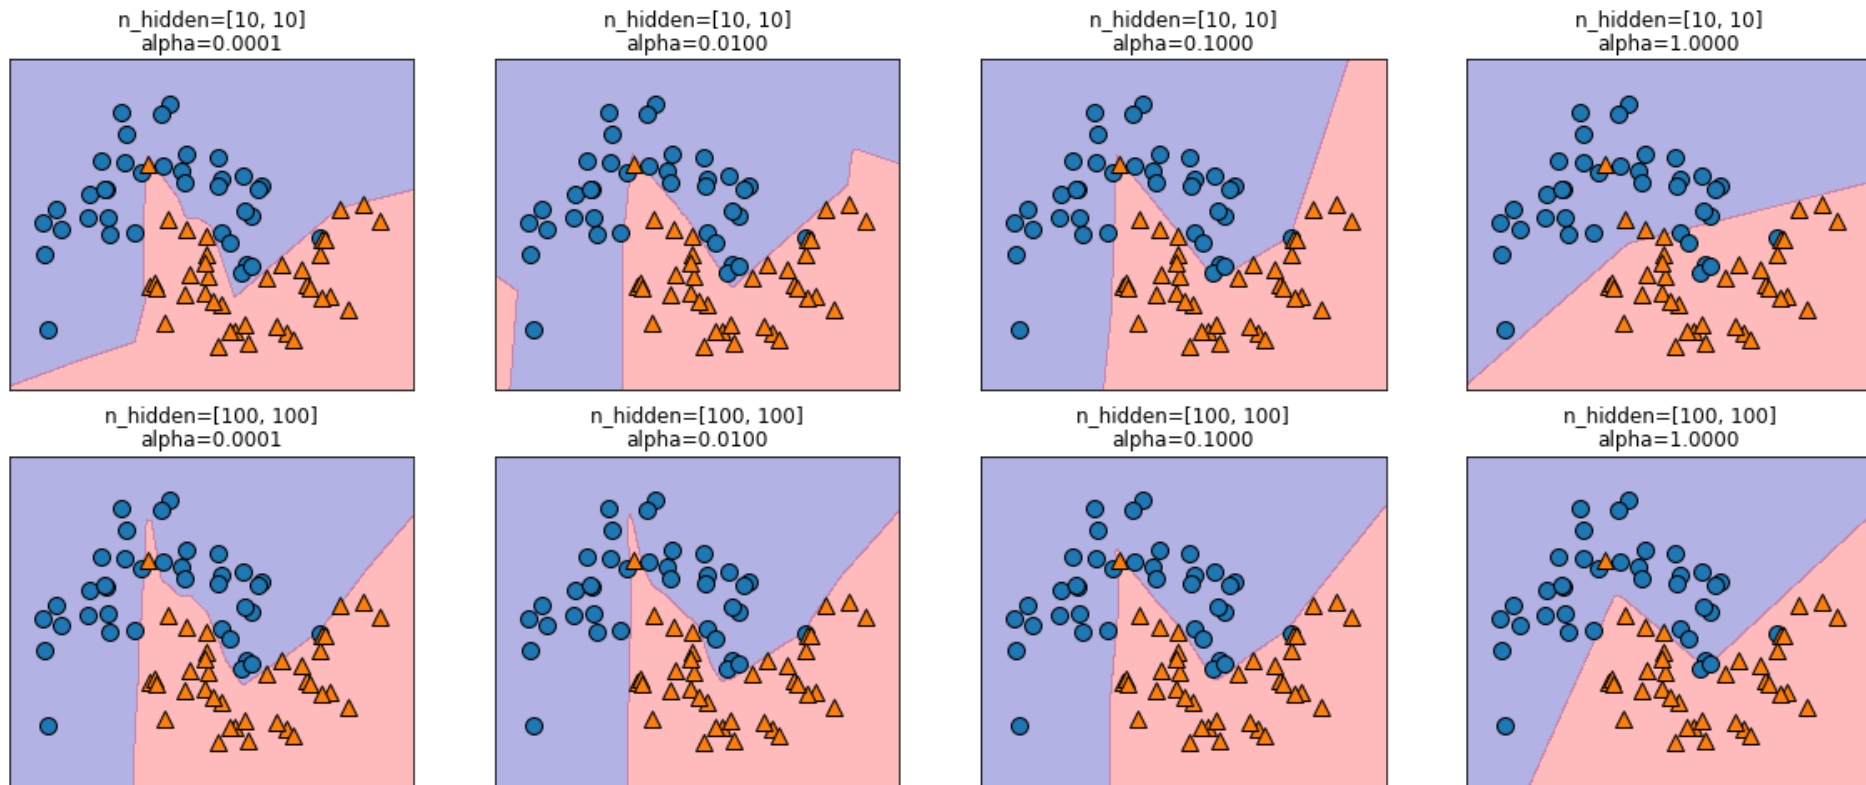 n_hidden=[10, 10]
alpha=0.0001
n_hidden=[10, 10]
alpha=0.0100
n_hidden=[10, 10]
alpha=0.1000
n_hidden=[10, 10]
alpha=1.0000
n_hidden=[100, 100]
alpha=0.0001
n_hidden=[100, 100]
alpha=0.0100
n_hidden=[100, 100]
alpha=0.1000
n_hidden=[100, 100]
alpha=1.0000